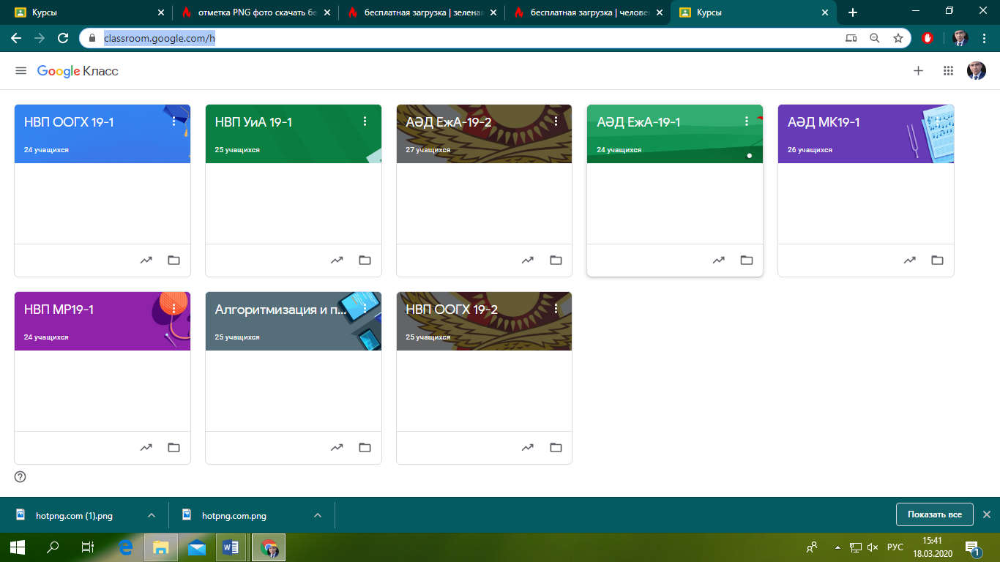 Курсы
отметка PNG фото скачать бе
бесплатная загрузка | зелена
бесплатная загрузка | челове
Курсы
classroom.google.com/h
Google Класс
НВП ООГХ 19-1
24 учащихся
НВП УиА 19-1
25 учащихся
АӘД ЕжА-19-2
27 учащихся
АӘД ЕжА-19-1
24 учащихся
АӘД МК19-1
26 учащихся
НВП МР19-1
24 учащихся
Алгоритмизация и п...
25 учащихся
НВП ООГХ 19-2
25 учащихся
hotpng.com (1).png
hotpng.com.png
Показать все
РУС
15:41
18.03.2020
1